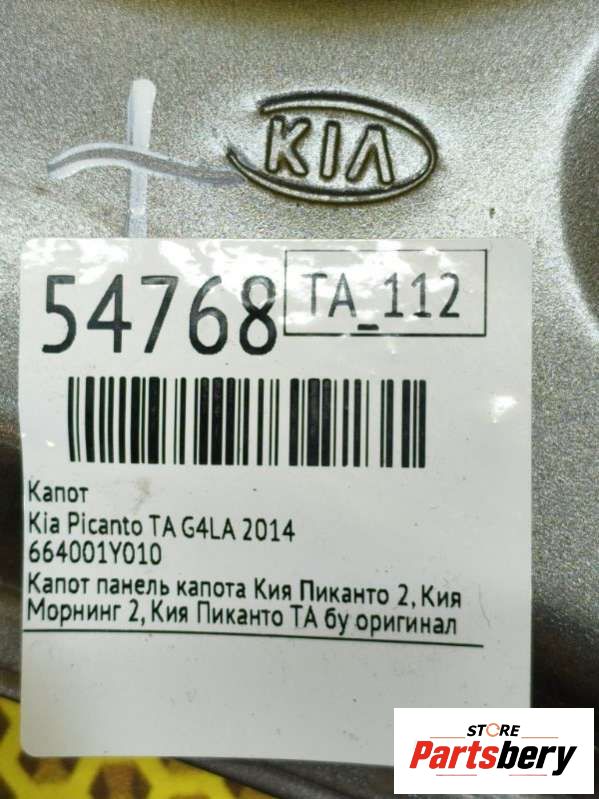 KIA
54768
TA_112
Капот
Kia Picanto TA G4LA 2014
664001Y010
Капот панель капота Кия Пиканто 2, Кия
Морнинг 2, Кия Пиканто ТА бу оригинал
STORE
Partsbery